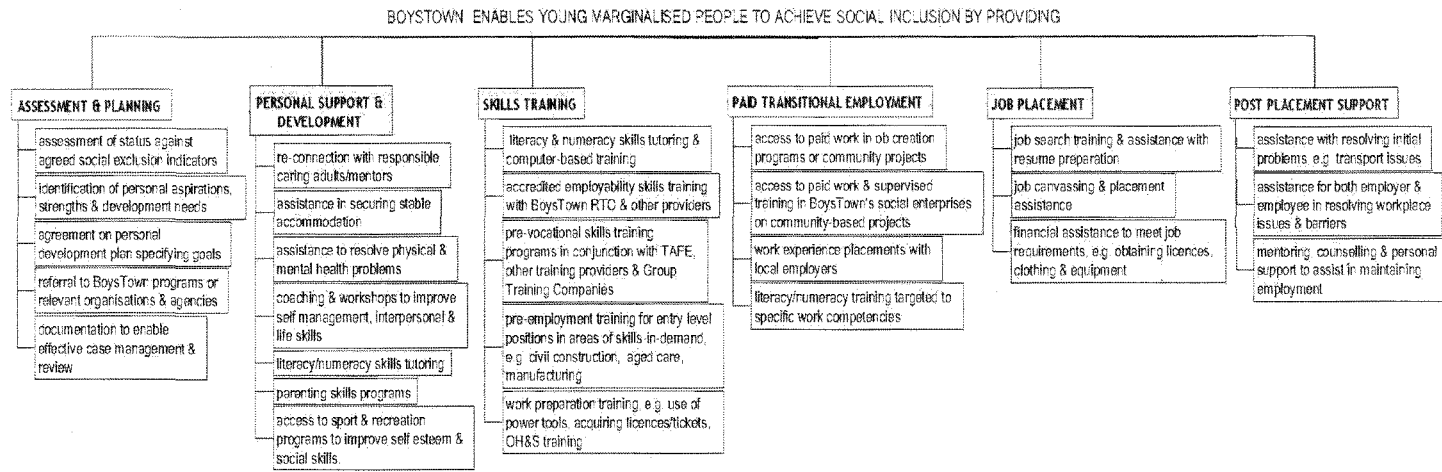 BOYSTOWN ENABLES YOUNG MARGINALISED PEOPLE TO ACHIEVE SOCIAL INCLUSION BY PROVIDING
ASSESSMENT & PLANNING
assessment of status against
agreed social exclusion indicators
identification of personal aspirations,
strengths & development needs
agreement on personal
development plan specifying goals
referral to BoysTown programs or
relevant organisations & agencies
documentation to enable
effective case management &
review
PERSONAL SUPPORT &
DEVELOPMENT
re-connection with responsible
caring adults/mentors
assistance in securing stable
accommodation
assistance to resolve physical &
mental health problems
coaching & workshops to improve
self management, interpersonal &
life skills
literacy/numeracy skills tutoring
parenting skills programs
access to sport & recreation
programs to improve self esteem &
social skills.
SKILLS TRAINING
literacy & numeracy skills tutoring &
computer-based training
accredited employability skills training
with BoysTown RTC & other providers
pre-vocational skills training
programs in conjunction with TAFE,
other training providers & Group
Training Companies
pre-employment training for entry level
positions in areas of skills-in-demand,
e.g. civil construction, aged care,
manufacturing
work preparation training, e.g. use of
power tools, acquiring licences/tickets,
OH&S training
PAID TRANSITIONAL EMPLOYMENT
access to paid work in ob creation
programs or community projects
access to paid work & supervised
training in BoysTown's social enterprises
on community-based projects
work experience placements with
local employers
literacy/numeracy training targeted to
specific work competencies
JOB PLACEMENT
job search training & assistance with
resume preparation
job canvassing & placement
assistance
financial assistance to meet job
requirements, e.g. obtaining licences,
clothing & equipment
POST PLACEMENT SUPPORT
assistance with resolving initial
problems, e.g. transport issues
assistance for both employer &
employee in resolving workplace
issues & barriers
mentoring, counselling & personal
support to assist in maintaining
employment